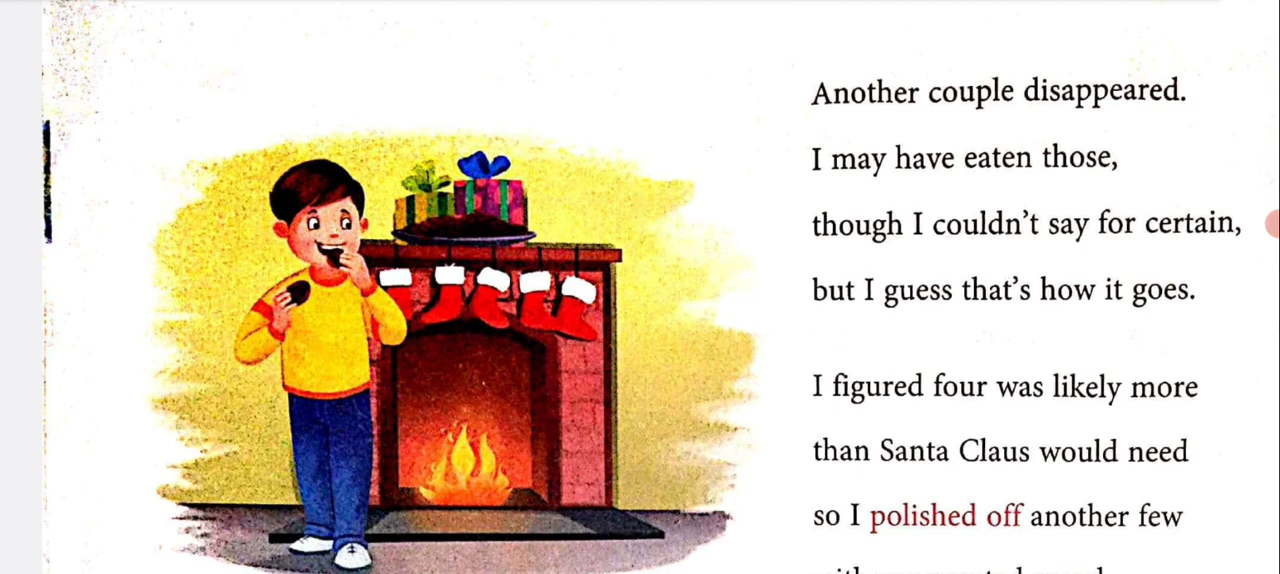 Another couple disappeared.
I may have eaten those,
though I couldn't say for certain,
but I guess that's how it goes.
I figured four was likely more
than Santa Claus would need
so I polished off another few